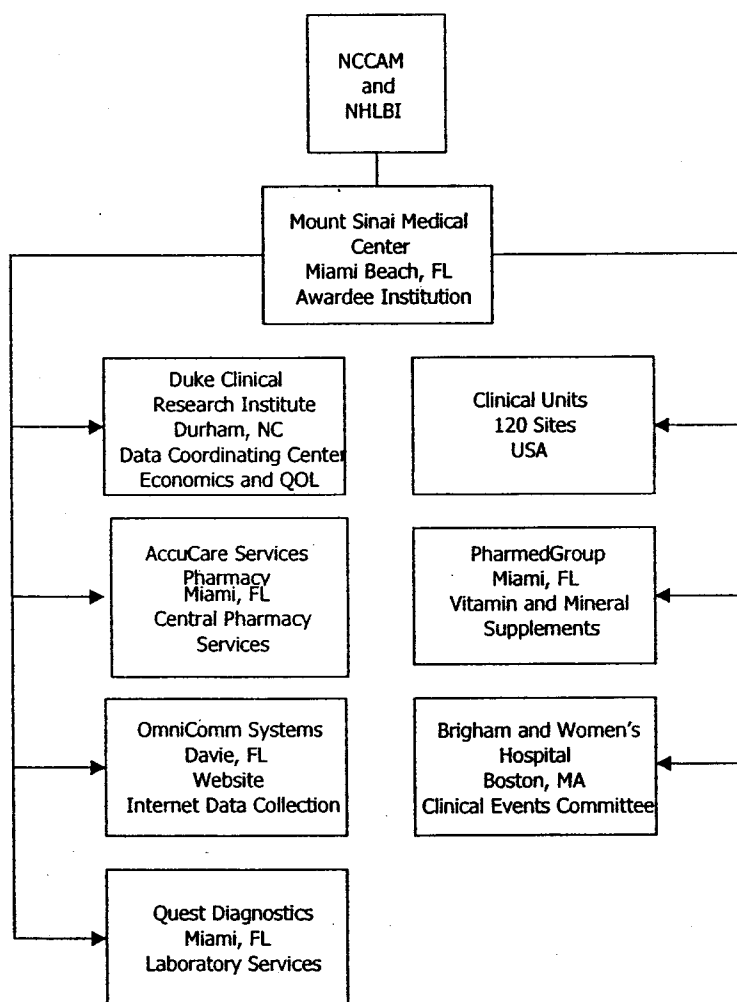 NCCAM
and
NHLBI
Mount Sinai Medical
Center
Miami Beach, FL
Awardee Institution
Duke Clinical
Research Institute
Durham, NC
Data Coordinating Center
Economics and QOL
Clinical Units
120 Sites
USA
AccuCare Services
Pharmacy
Miami, FL
Central Pharmacy
Services
PharmedGroup
Miami, FL
Vitamin and Mineral
Supplements
OmniComm Systems
Davie, FL
Website
Internet Data Collection
Brigham and Women's
Hospital
Boston, MA
Clinical Events Committee
Quest Diagnostics
Miami, FL
Laboratory Services